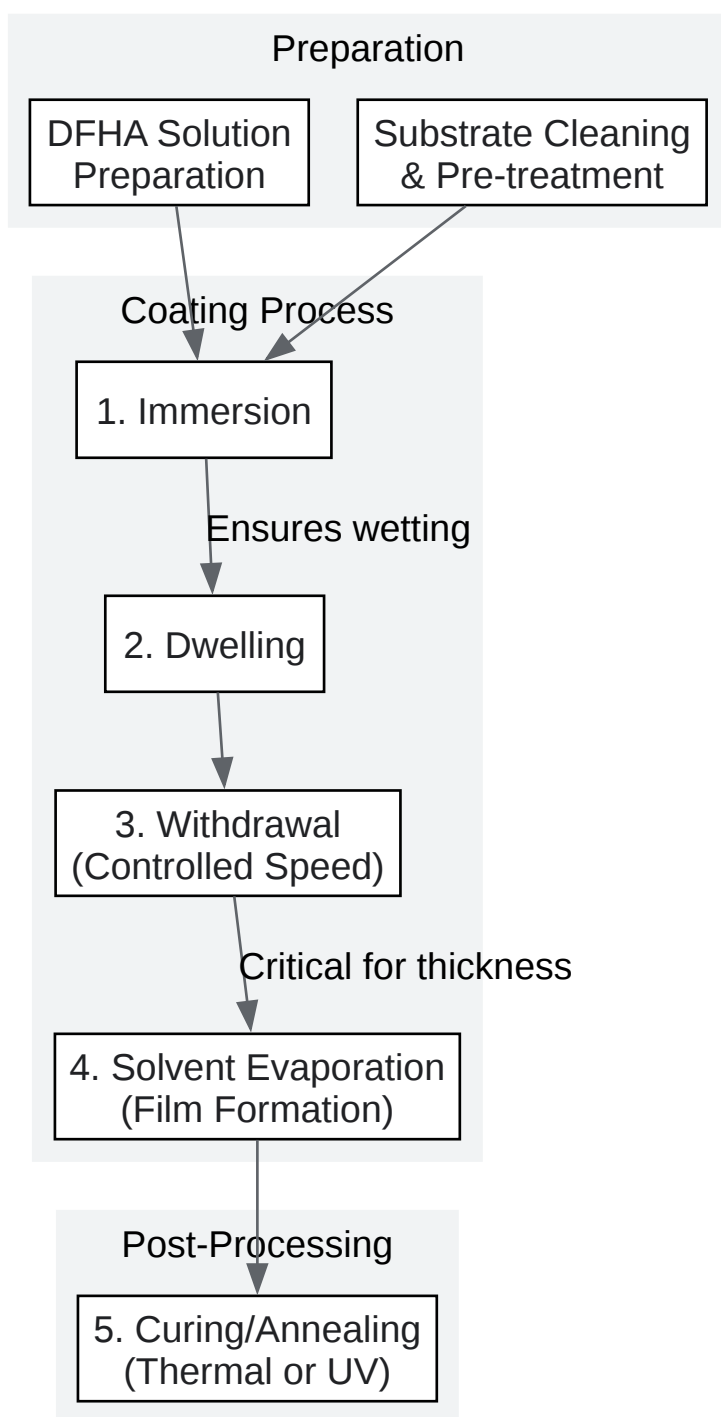 Preparation
DFHA Solution
Preparation
Substrate Cleaning
& Pre-treatment
Coating Process
1. Immersion
Ensures wetting
2. Dwelling
3. Withdrawal
(Controlled Speed)
Critical for thickness
4. Solvent Evaporation
(Film Formation)
Post-Processing
5. Curing/Annealing
(Thermal or UV)